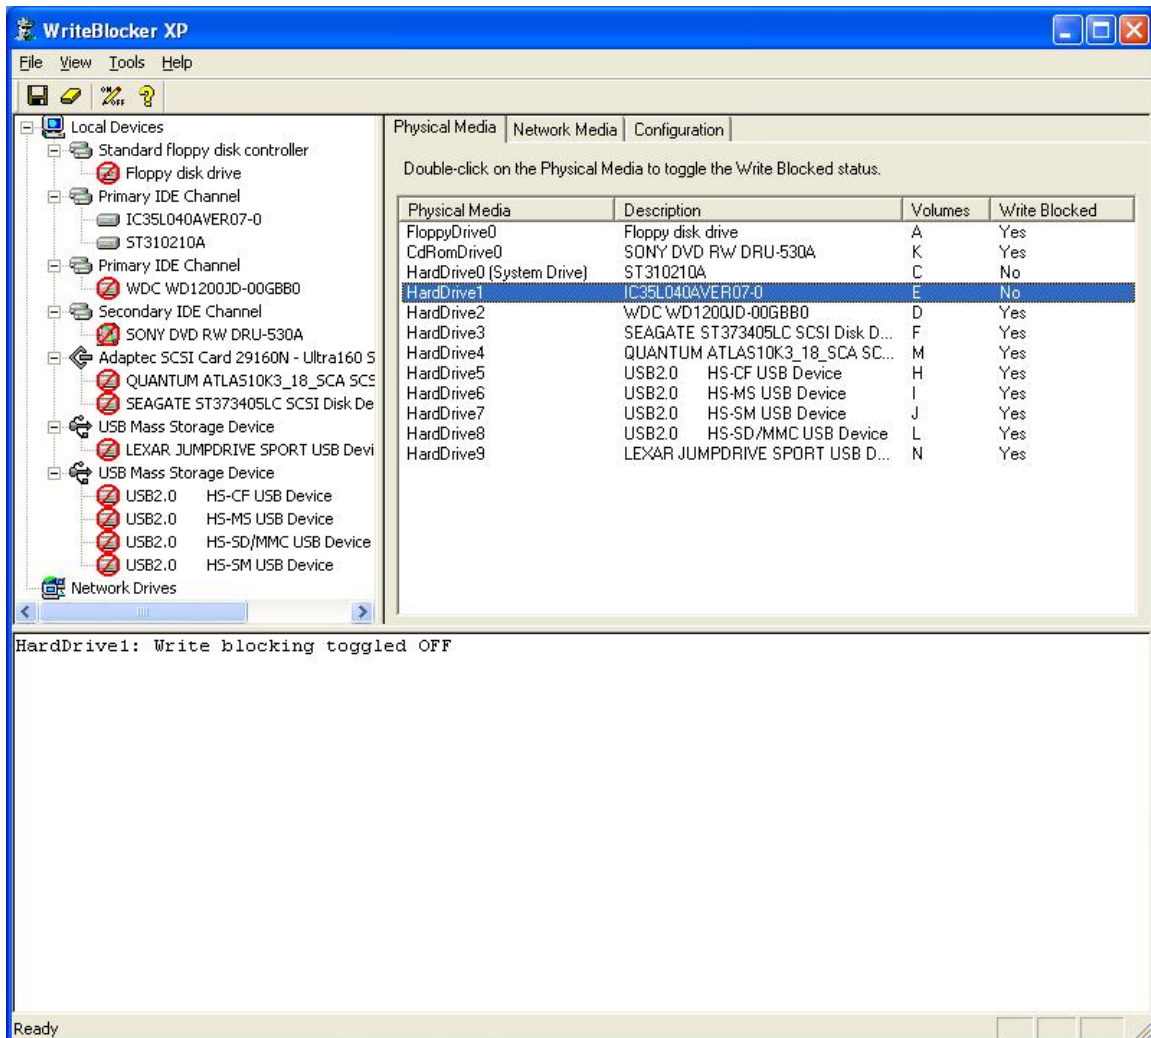 WriteBlocker XP
File View Tools Help
ON OFF
Local Devices
Standard floppy disk controller
Floppy disk drive
Primary IDE Channel
IC35L040AVER07-0
ST310210A
Primary IDE Channel
WDC WD1200JD-00GBB0
Secondary IDE Channel
SONY DVD RW DRU-530A
Adaptec SCSI Card 29160N - Ultra160 S
QUANTUM ATLAS10K3_18_SCA SCS
SEAGATE ST373405LC SCSI Disk De
USB Mass Storage Device
LEXAR JUMPDRIVE SPORT USB Devi
USB Mass Storage Device
USB2.0 HS-CF USB Device
USB2.0 HS-MS USB Device
USB2.0 HS-SD/MMC USB Device
USB2.0 HS-SM USB Device
Network Drives
Physical Media Network Media Configuration
Double-click on the Physical Media to toggle the Write Blocked status.
Physical Media Description Volumes Write Blocked
FloppyDrive0 Floppy disk drive A Yes
CdRomDrive0 SONY DVD RW DRU-530A K Yes
HardDrive0 (System Drive) ST310210A C No
HardDrive1 IC35L040AVER07-0 E No
HardDrive2 WDC WD1200JD-00GBB0 D Yes
HardDrive3 SEAGATE ST373405LC SCSI Disk D... F Yes
HardDrive4 QUANTUM ATLAS10K3_18_SCA SC... M Yes
HardDrive5 USB2.0 HS-CF USB Device H Yes
HardDrive6 USB2.0 HS-MS USB Device I Yes
HardDrive7 USB2.0 HS-SM USB Device J Yes
HardDrive8 USB2.0 HS-SD/MMC USB Device L Yes
HardDrive9 LEXAR JUMPDRIVE SPORT USB D... N Yes
HardDrive1: Write blocking toggled OFF
Ready